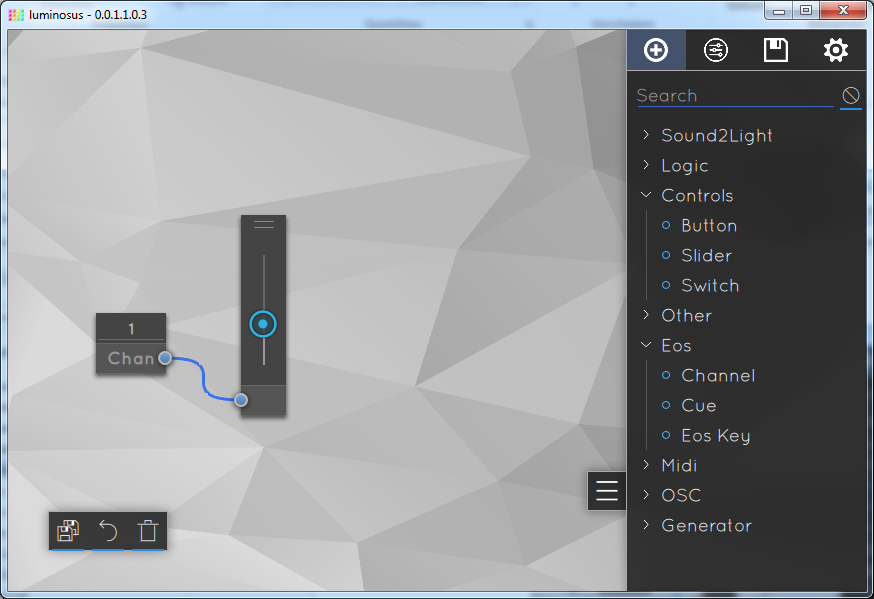 luminosus - 0.0.1.1.0.3
Search
Sound2Light
Logic
Controls
Button
Slider
Switch
1
Other
Eos
Chan
Channel
Cue
Eos Key
Midi
OSC
Generator